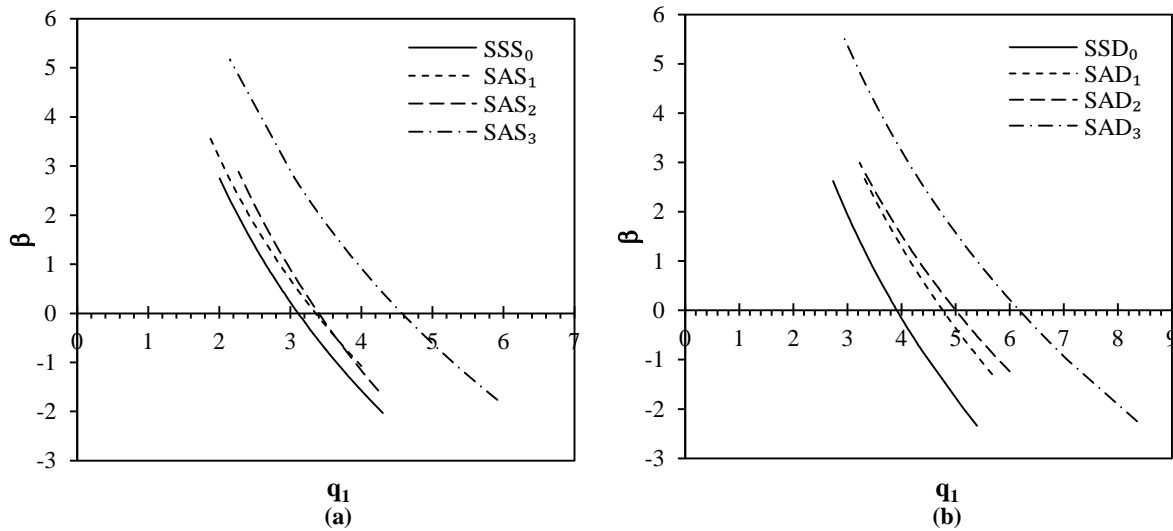 6
5
4
3
2
1
0
-1
-2
-3
β
0 1 2 3 4 5 6 7
SSS₀
SAS₁
SAS₂
SAS₃
q₁
(a)
6
5
4
3
2
1
0
-1
-2
-3
β
0 1 2 3 4 5 6 7 8 9
SSD₀
SAD₁
SAD₂
SAD₃
q₁
(b)